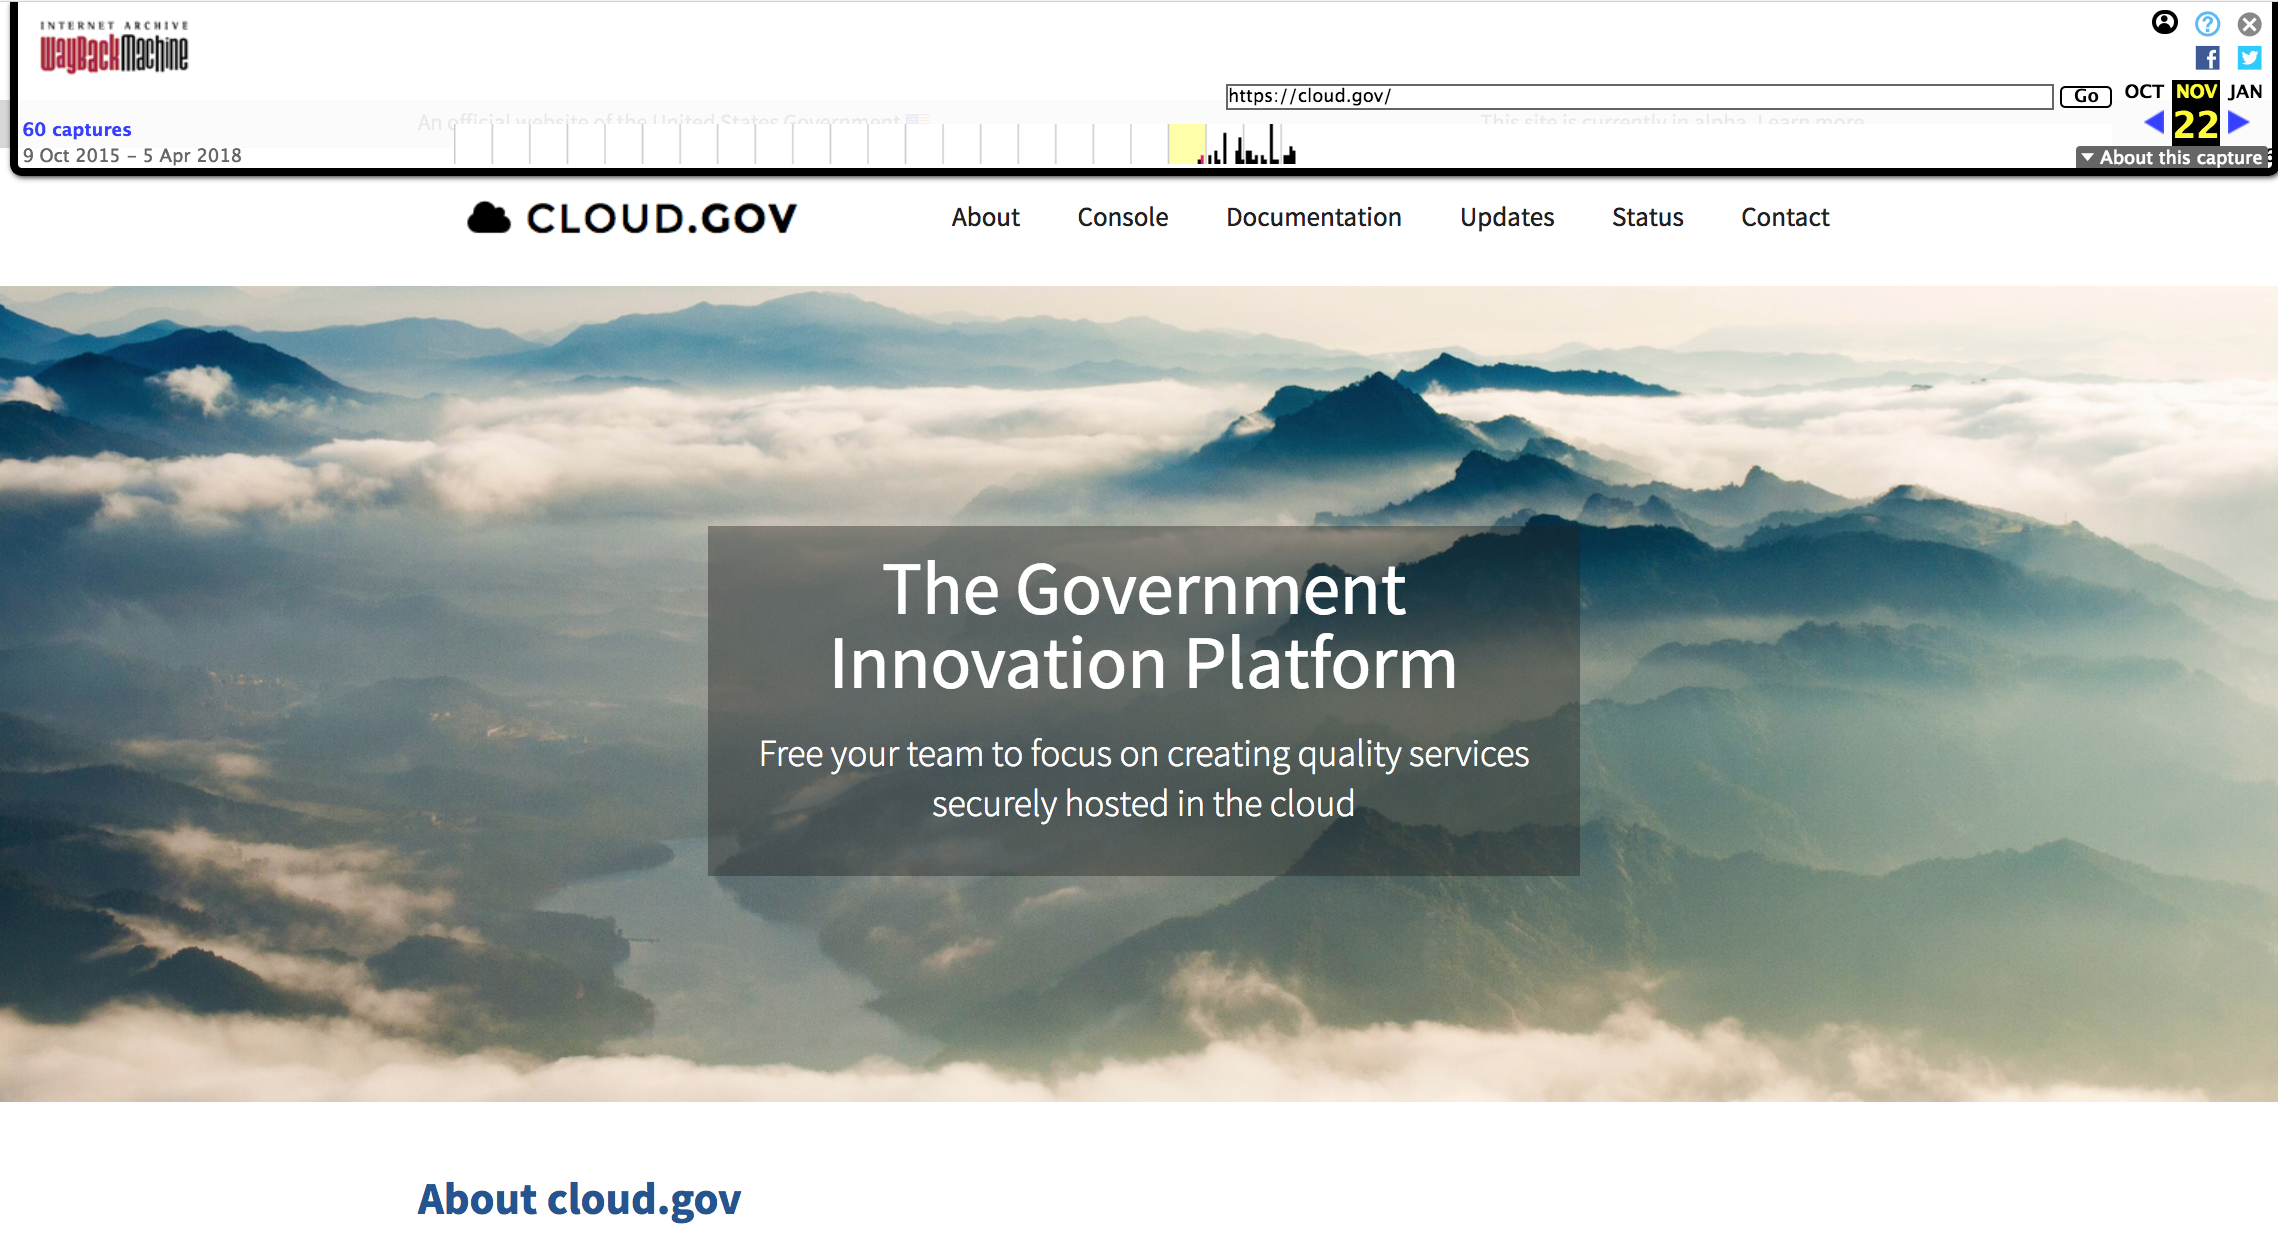 INTERNET ARCHIVE
WayBackMachine
https://cloud.gov/
Go
OCT NOV JAN
22
60 captures
9 Oct 2015 – 5 Apr 2018
An official website of the United States Government
This site is currently in alpha. Learn more
About this capture
CLOUD.GOV
About
Console
Documentation
Updates
Status
Contact
The Government
Innovation Platform
Free your team to focus on creating quality services
securely hosted in the cloud
About cloud.gov